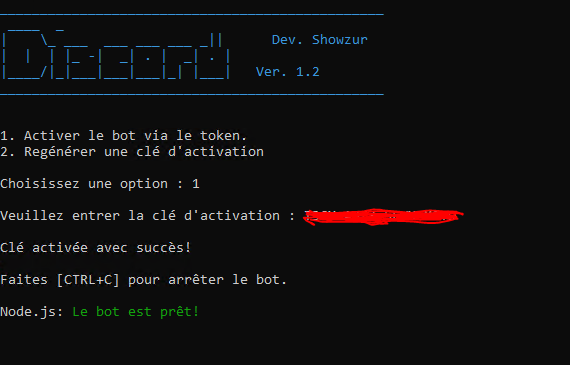 Discord
Dev. Showzur
Ver. 1.2
1. Activer le bot via le token.
2. Regénérer une clé d'activation
Choisissez une option : 1
Veuillez entrer la clé d'activation :
Clé activée avec succès!
Faites [CTRL+C] pour arrêter le bot.
Node.js: Le bot est prêt!